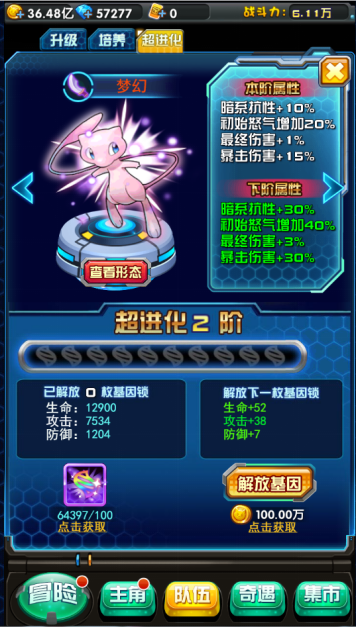 36.48亿 57277 0 战斗力: 6.11万
升级 培养 超进化
梦幻
本阶属性
暗系抗性+10%
初始怒气增加20%
最终伤害+1%
暴击伤害+15%
下阶属性
暗系抗性+30%
初始怒气增加40%
最终伤害+3%
暴击伤害+30%
查看形态
超进化 2 阶
已解放 0 枚基因锁
生命: 12900
攻击: 7534
防御: 1204
解放下一枚基因锁
生命+52
攻击+38
防御+7
64397/100
点击获取
解放基因
100.00万
点击获取
冒险 主角 队伍 奇遇 集市